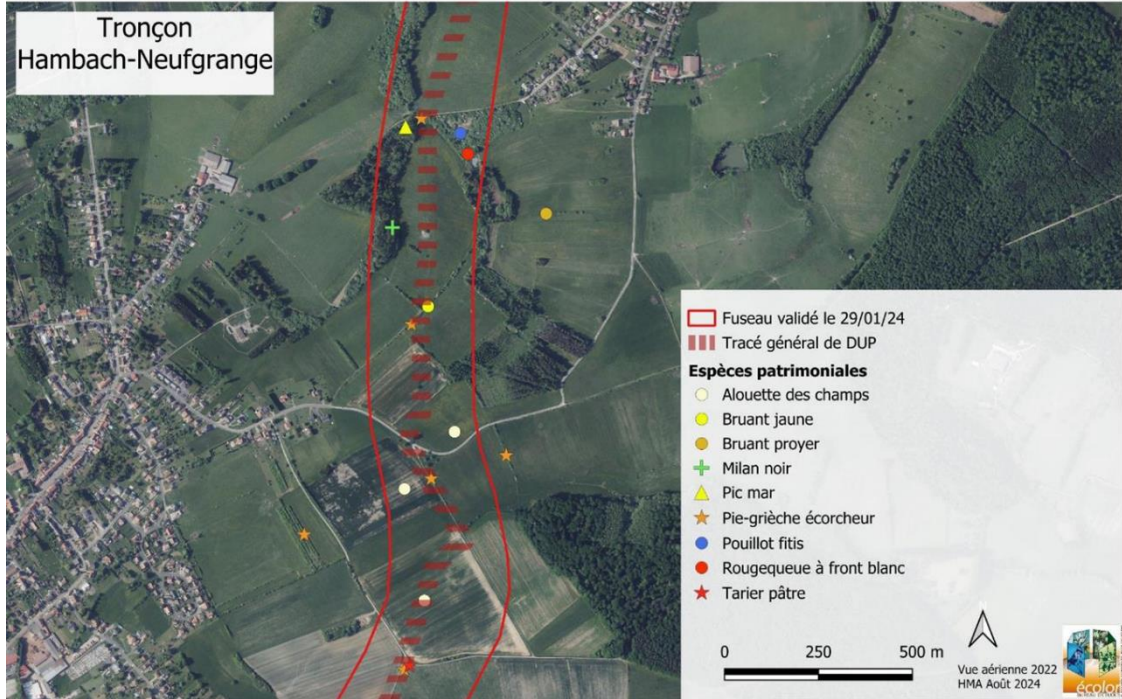 Tronçon
Hambach-Neufgrange
Fuseau validé le 29/01/24
Tracé général de DUP
Espèces patrimoniales
Alouette des champs
Bruant jaune
Bruant proyer
Milan noir
Pic mar
Pie-grièche écorcheur
Pouillot fitis
Rougequeue à front blanc
Tarier pâtre
0 250 500 m
Vue aérienne 2022
HMA Août 2024
écolor